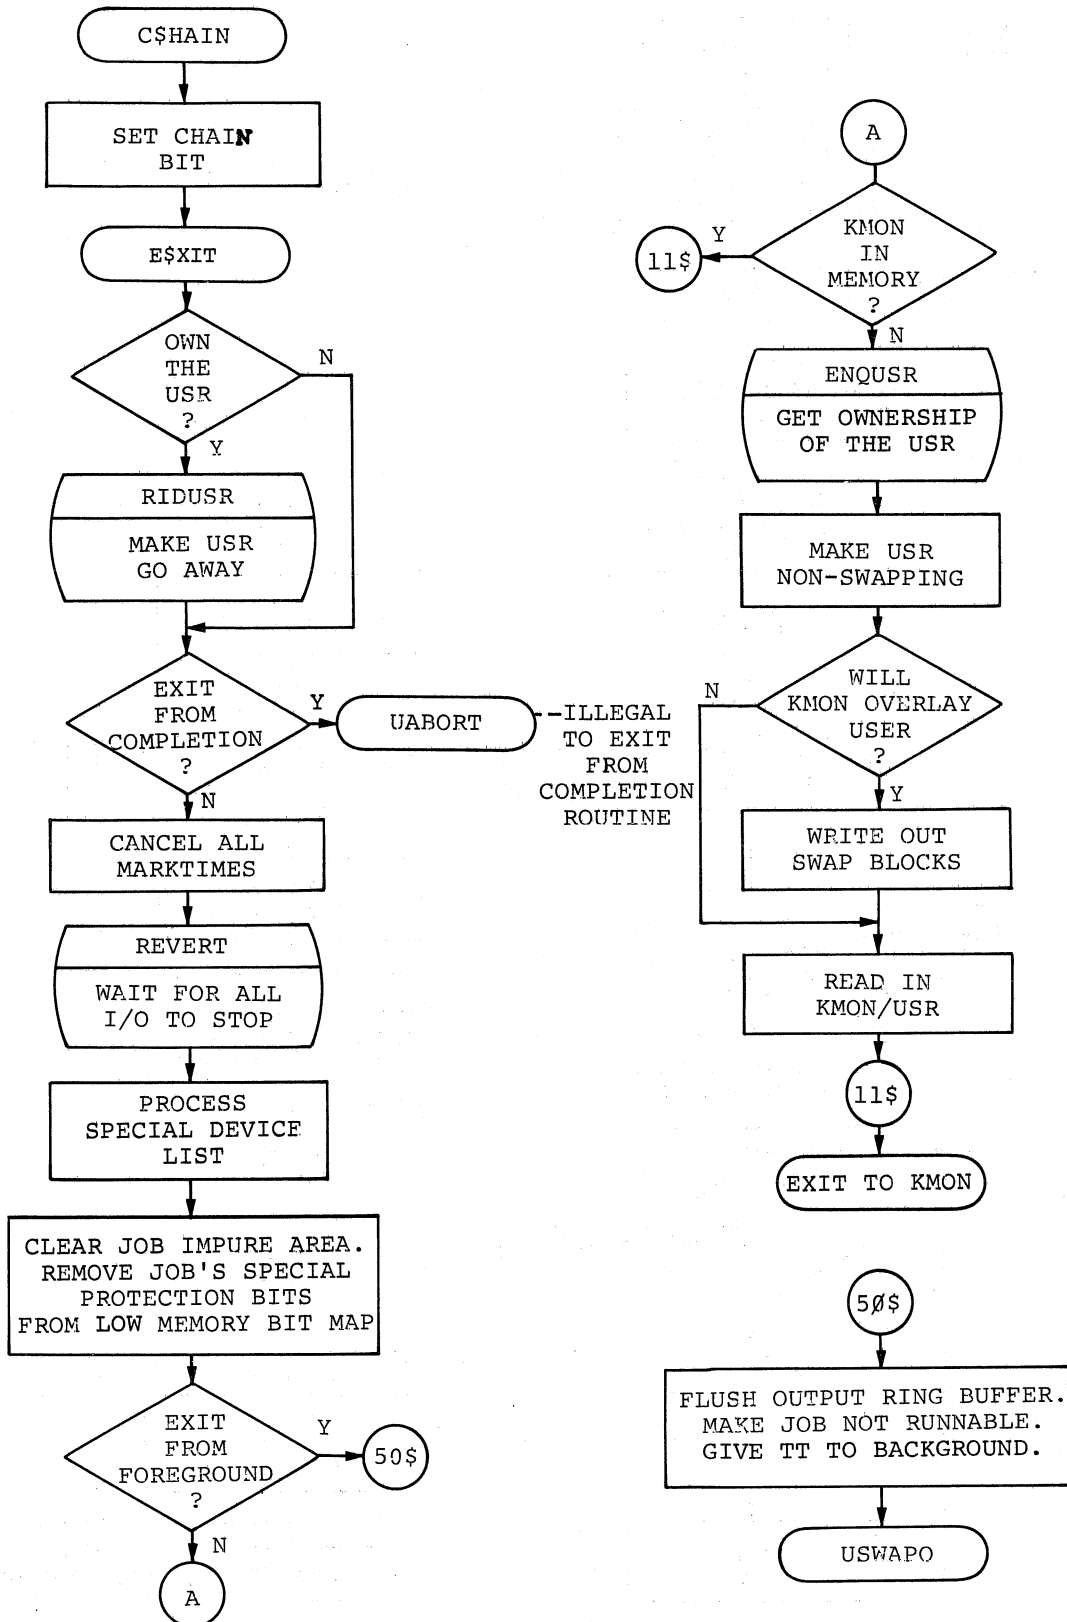 C$HAIN
SET CHAIN
BIT
E$XIT
OWN
THE
USR
?
N
Y
RIDUSR
MAKE USR
GO AWAY
EXIT
FROM
COMPLETION
?
Y
N
UABORT
--ILLEGAL
TO EXIT
FROM
COMPLETION
ROUTINE
CANCEL ALL
MARKTIMES
REVERT
WAIT FOR ALL
I/O TO STOP
PROCESS
SPECIAL DEVICE
LIST
CLEAR JOB IMPURE AREA.
REMOVE JOB'S SPECIAL
PROTECTION BITS
FROM LOW MEMORY BIT MAP
EXIT
FROM
FOREGROUND
?
Y
50$
N
A
A
KMON
IN
MEMORY
?
Y
11$
N
ENQUSR
GET OWNERSHIP
OF THE USR
MAKE USR
NON-SWAPPING
WILL
KMON OVERLAY
USER
?
N
Y
WRITE OUT
SWAP BLOCKS
READ IN
KMON/USR
11$
EXIT TO KMON
5Ø$
FLUSH OUTPUT RING BUFFER.
MAKE JOB NOT RUNNABLE.
GIVE TT TO BACKGROUND.
USWAPO